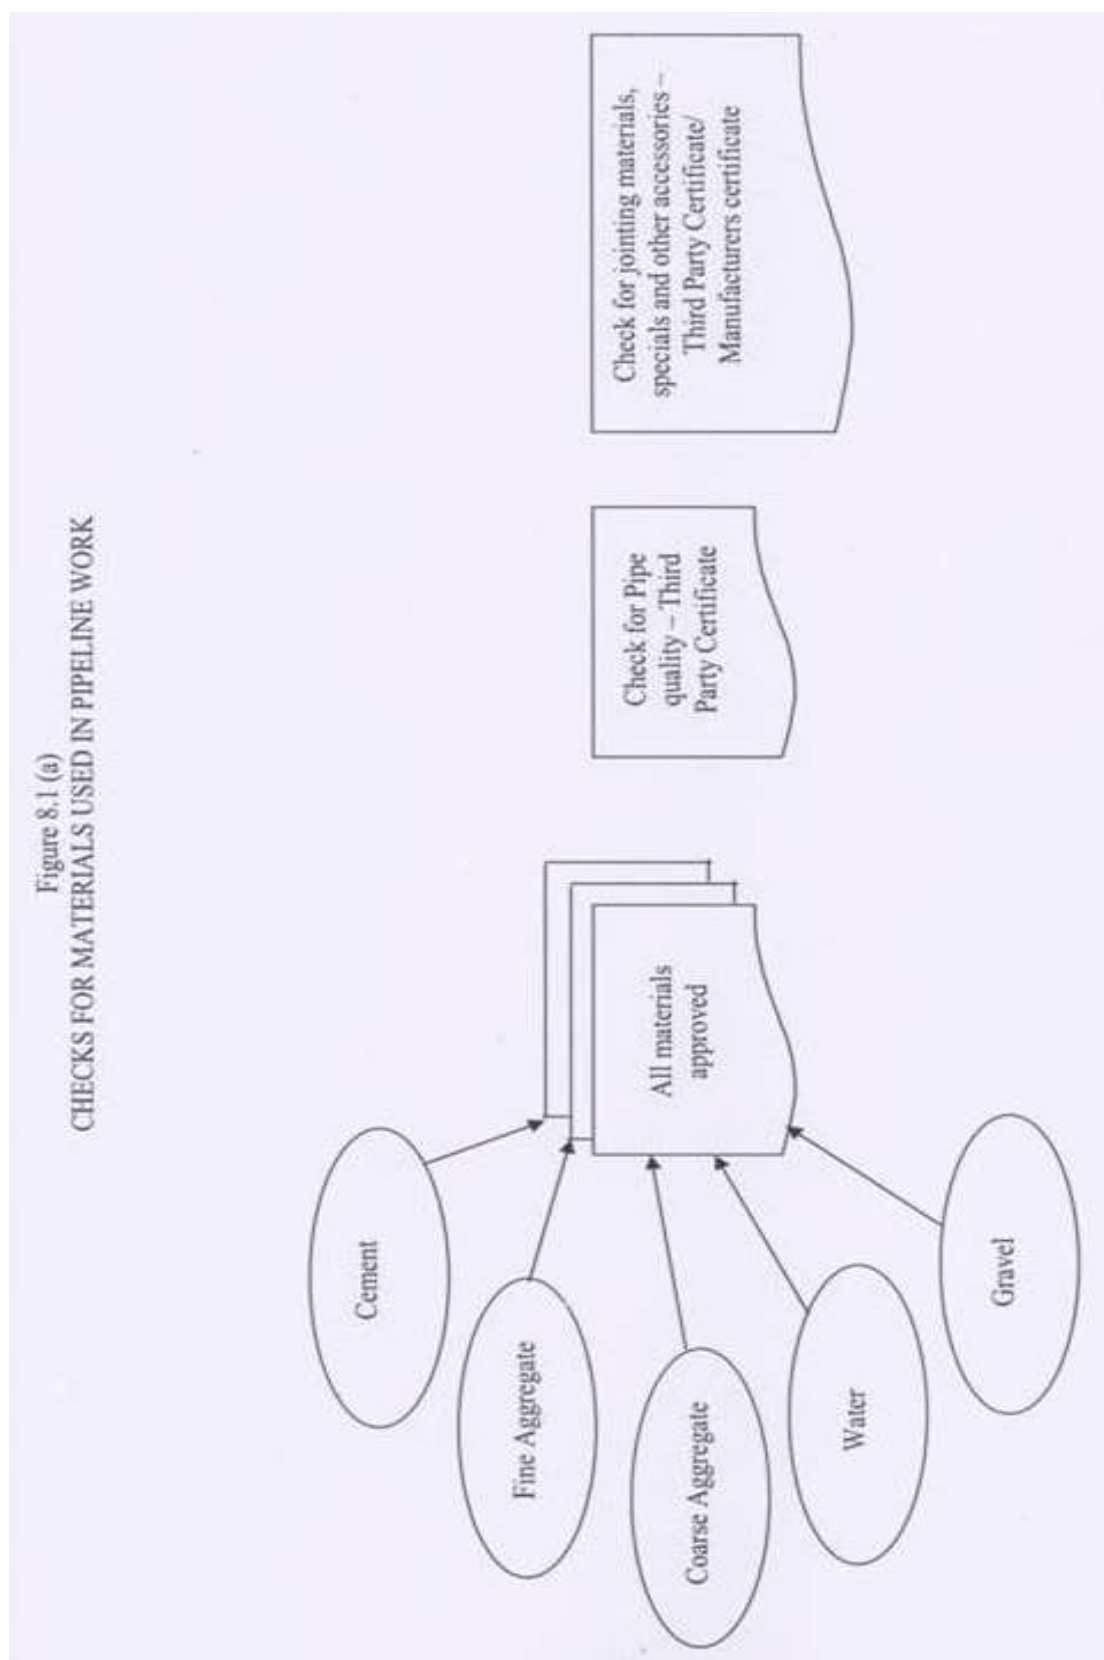 Figure 8.1 (a)
CHECKS FOR MATERIALS USED IN PIPELINE WORK
Cement
Fine Aggregate
Coarse Aggregate
Water
Gravel
All materials
approved
Check for Pipe
quality – Third
Party Certificate
Check for jointing materials,
specials and other accessories –
Third Party Certificate/
Manufacturers certificate